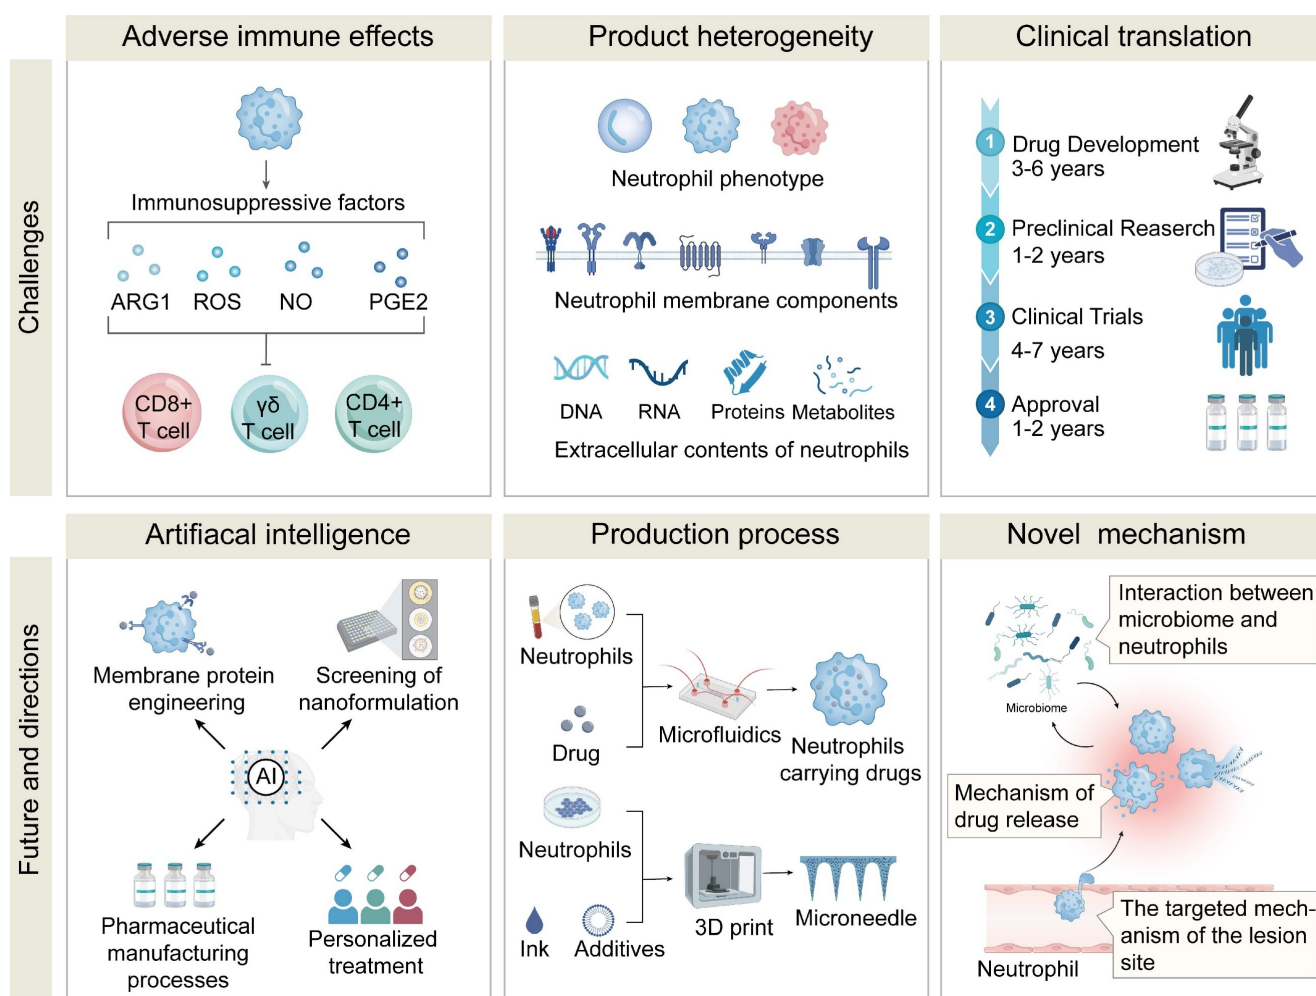 Challenges
Adverse immune effects
Immunosuppressive factors
ARG1 ROS NO PGE2
CD8+
T cell
γδ
T cell
CD4+
T cell
Product heterogeneity
Neutrophil phenotype
Neutrophil membrane components
DNA RNA Proteins Metabolites
Extracellular contents of neutrophils
Clinical translation
1 Drug Development
3-6 years
2 Preclinical Reaserch
1-2 years
3 Clinical Trials
4-7 years
4 Approval
1-2 years
Future and directions
Artifiacal intelligence
Membrane protein
engineering
Screening of
nanoformulation
AI
Pharmaceutical
manufacturing
processes
Personalized
treatment
Production process
Neutrophils
Drug
Microfluidics
Neutrophils
carrying drugs
Neutrophils
Ink Additives
3D print
Microneedle
Novel mechanism
Interaction between
microbiome and
neutrophils
Microbiome
Mechanism of
drug release
The targeted mech-
anism of the lesion
site
Neutrophil